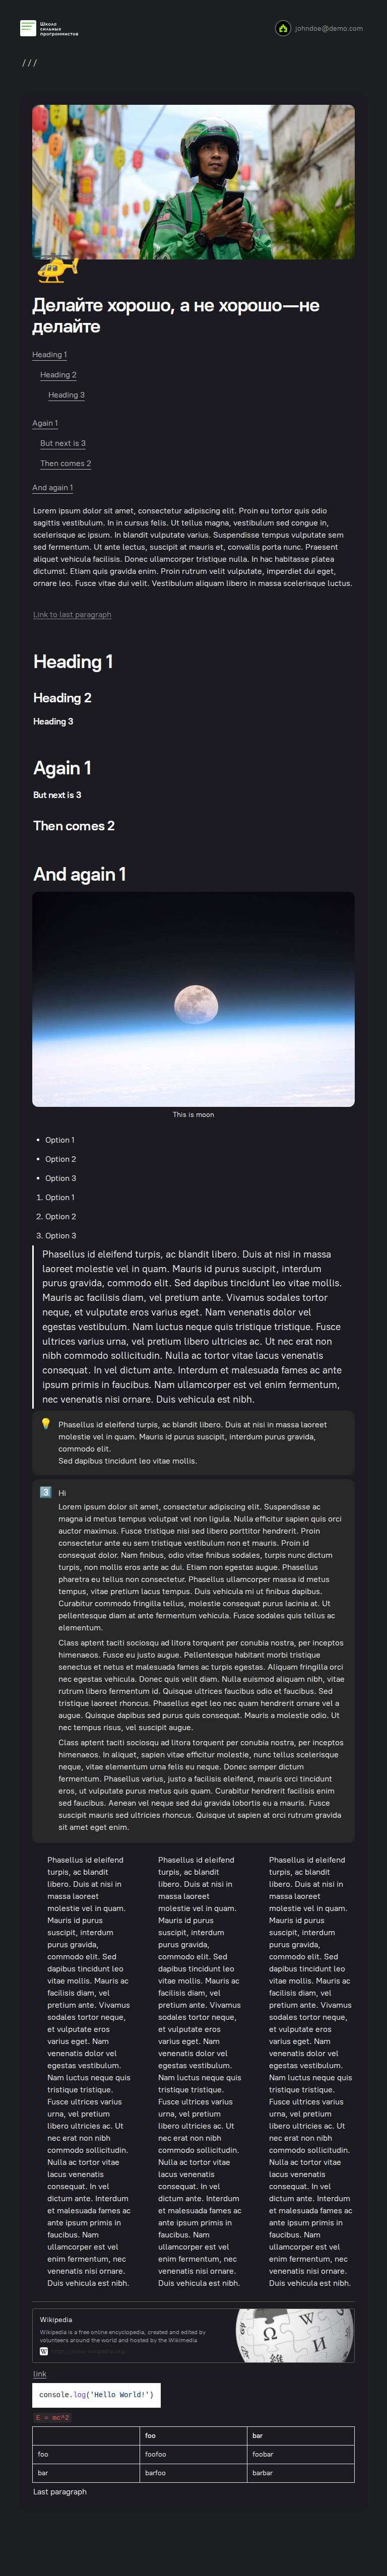 Школа
сильных
программистов
johndoe@demo.com
///
Делайте хорошо, а не хорошо—не
делайте
Heading 1
Heading 2
Heading 3
Again 1
But next is 3
Then comes 2
And again 1
Lorem ipsum dolor sit amet, consectetur adipiscing elit. Proin eu tortor quis odio
sagittis vestibulum. In in cursus felis. Ut tellus magna, vestibulum sed congue in,
scelerisque ac ipsum. In blandit vulputate varius. Suspendisse tempus vulputate sem
sed fermentum. Ut ante lectus, suscipit at mauris et, convallis porta nunc. Praesent
aliquet vehicula facilisis. Donec ullamcorper tristique nulla. In hac habitasse platea
dictumst. Etiam quis gravida enim. Proin rutrum velit vulputate, imperdiet dui eget,
ornare leo. Fusce vitae dui velit. Vestibulum aliquam libero in massa scelerisque luctus.
Link to last paragraph
Heading 1
Heading 2
Heading 3
Again 1
But next is 3
Then comes 2
And again 1
This is moon
• Option 1
• Option 2
• Option 3
1. Option 1
2. Option 2
3. Option 3
Phasellus id eleifend turpis, ac blandit libero. Duis at nisi in massa
laoreet molestie vel in quam. Mauris id purus suscipit, interdum
purus gravida, commodo elit. Sed dapibus tincidunt leo vitae mollis.
Mauris ac facilisis diam, vel pretium ante. Vivamus sodales tortor
neque, et vulputate eros varius eget. Nam venenatis dolor vel
egestas vestibulum. Nam luctus neque quis tristique tristique. Fusce
ultrices varius urna, vel pretium libero ultricies ac. Ut nec erat non
nibh commodo sollicitudin. Nulla ac tortor vitae lacus venenatis
consequat. In vel dictum ante. Interdum et malesuada fames ac ante
ipsum primis in faucibus. Nam ullamcorper est vel enim fermentum,
nec venenatis nisi ornare. Duis vehicula est nibh.
💡 Phasellus id eleifend turpis, ac blandit libero. Duis at nisi in massa laoreet
molestie vel in quam. Mauris id purus suscipit, interdum purus gravida,
commodo elit.
Sed dapibus tincidunt leo vitae mollis.
3️⃣ Hi
Lorem ipsum dolor sit amet, consectetur adipiscing elit. Suspendisse ac
magna id metus tempus volutpat vel non ligula. Nulla efficitur sapien quis orci
auctor maximus. Fusce tristique nisi sed libero porttitor hendrerit. Proin
consectetur ante eu sem tristique vestibulum non et mauris. Proin id
consequat dolor. Nam finibus, odio vitae finibus sodales, turpis nunc dictum
turpis, non mollis eros ante ac dui. Etiam non egestas augue. Phasellus
pharetra eu tellus non consectetur. Phasellus ullamcorper massa id metus
tempus, vitae pretium lacus tempus. Duis vehicula mi ut finibus dapibus.
Curabitur commodo fringilla tellus, molestie consequat purus lacinia at. Ut
pellentesque diam at ante fermentum vehicula. Fusce sodales quis tellus ac
elementum.
Class aptent taciti sociosqu ad litora torquent per conubia nostra, per inceptos
himenaeos. Fusce eu justo augue. Pellentesque habitant morbi tristique
senectus et netus et malesuada fames ac turpis egestas. Aliquam fringilla orci
nec egestas vehicula. Donec quis velit diam. Nulla euismod aliquam nibh, vitae
rutrum libero fermentum id. Quisque ultrices faucibus odio et faucibus. Sed
tristique laoreet rhoncus. Phasellus eget leo nec quam hendrerit ornare vel a
augue. Quisque dapibus sed purus quis consequat. Mauris a molestie odio. Ut
nec tempus risus, vel suscipit augue.
Class aptent taciti sociosqu ad litora torquent per conubia nostra, per inceptos
himenaeos. In aliquet, sapien vitae efficitur molestie, nunc tellus scelerisque
neque, vitae elementum urna felis eu neque. Donec semper dictum
fermentum. Phasellus varius, justo a facilisis eleifend, mauris orci tincidunt
eros, ut vulputate purus metus quis quam. Curabitur hendrerit facilisis enim
sed faucibus. Aenean vel neque sed dui gravida lobortis eu a mauris. Fusce
suscipit mauris sed ultricies rhoncus. Quisque ut sapien at orci rutrum gravida
sit amet eget enim.
Phasellus id eleifend
turpis, ac blandit
libero. Duis at nisi in
massa laoreet
molestie vel in quam.
Mauris id purus
suscipit, interdum
purus gravida,
commodo elit. Sed
dapibus tincidunt leo
vitae mollis. Mauris ac
facilisis diam, vel
pretium ante. Vivamus
sodales tortor neque,
et vulputate eros
varius eget. Nam
venenatis dolor vel
egestas vestibulum.
Nam luctus neque quis
tristique tristique.
Fusce ultrices varius
urna, vel pretium
libero ultricies ac. Ut
nec erat non nibh
commodo sollicitudin.
Nulla ac tortor vitae
lacus venenatis
consequat. In vel
dictum ante. Interdum
et malesuada fames ac
ante ipsum primis in
faucibus. Nam
ullamcorper est vel
enim fermentum, nec
venenatis nisi ornare.
Duis vehicula est nibh.
Phasellus id eleifend
turpis, ac blandit
libero. Duis at nisi in
massa laoreet
molestie vel in quam.
Mauris id purus
suscipit, interdum
purus gravida,
commodo elit. Sed
dapibus tincidunt leo
vitae mollis. Mauris ac
facilisis diam, vel
pretium ante. Vivamus
sodales tortor neque,
et vulputate eros
varius eget. Nam
venenatis dolor vel
egestas vestibulum.
Nam luctus neque quis
tristique tristique.
Fusce ultrices varius
urna, vel pretium
libero ultricies ac. Ut
nec erat non nibh
commodo sollicitudin.
Nulla ac tortor vitae
lacus venenatis
consequat. In vel
dictum ante. Interdum
et malesuada fames ac
ante ipsum primis in
faucibus. Nam
ullamcorper est vel
enim fermentum, nec
venenatis nisi ornare.
Duis vehicula est nibh.
Phasellus id eleifend
turpis, ac blandit
libero. Duis at nisi in
massa laoreet
molestie vel in quam.
Mauris id purus
suscipit, interdum
purus gravida,
commodo elit. Sed
dapibus tincidunt leo
vitae mollis. Mauris ac
facilisis diam, vel
pretium ante. Vivamus
sodales tortor neque,
et vulputate eros
varius eget. Nam
venenatis dolor vel
egestas vestibulum.
Nam luctus neque quis
tristique tristique.
Fusce ultrices varius
urna, vel pretium
libero ultricies ac. Ut
nec erat non nibh
commodo sollicitudin.
Nulla ac tortor vitae
lacus venenatis
consequat. In vel
dictum ante. Interdum
et malesuada fames ac
ante ipsum primis in
faucibus. Nam
ullamcorper est vel
enim fermentum, nec
venenatis nisi ornare.
Duis vehicula est nibh.
Wikipedia
Wikipedia is a free online encyclopedia, created and edited by
volunteers around the world and hosted by the Wikimedia
W
link
console.log('Hello World!')
E = mc^2
foo bar
foo foofoo foobar
bar barfoo barbar
Last paragraph